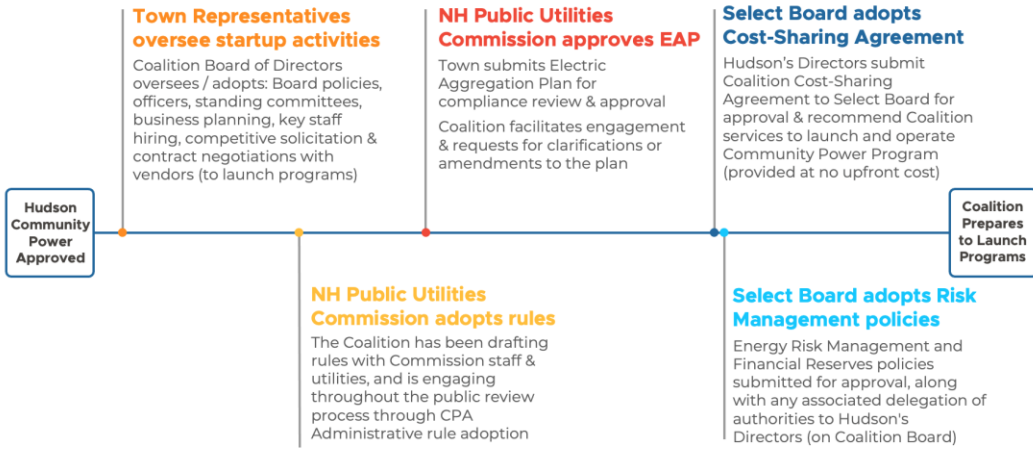 Town Representatives
oversee startup activities
Coalition Board of Directors
oversees / adopts: Board policies,
officers, standing committees,
business planning, key staff
hiring, competitive solicitation &
contract negotiations with
vendors (to launch programs)
NH Public Utilities
Commission approves EAP
Town submits Electric
Aggregation Plan for
compliance review & approval
Coalition facilitates engagement
& requests for clarifications or
amendments to the plan
Select Board adopts
Cost-Sharing Agreement
Hudson's Directors submit
Coalition Cost-Sharing
Agreement to Select Board for
approval & recommend Coalition
services to launch and operate
Community Power Program
(provided at no upfront cost)
Hudson
Community
Power
Approved
Coalition
Prepares
to Launch
Programs
NH Public Utilities
Commission adopts rules
The Coalition has been drafting
rules with Commission staff &
utilities, and is engaging
throughout the public review
process through CPA
Administrative rule adoption
Select Board adopts Risk
Management policies
Energy Risk Management and
Financial Reserves policies
submitted for approval, along
with any associated delegation of
authorities to Hudson's
Directors (on Coalition Board)